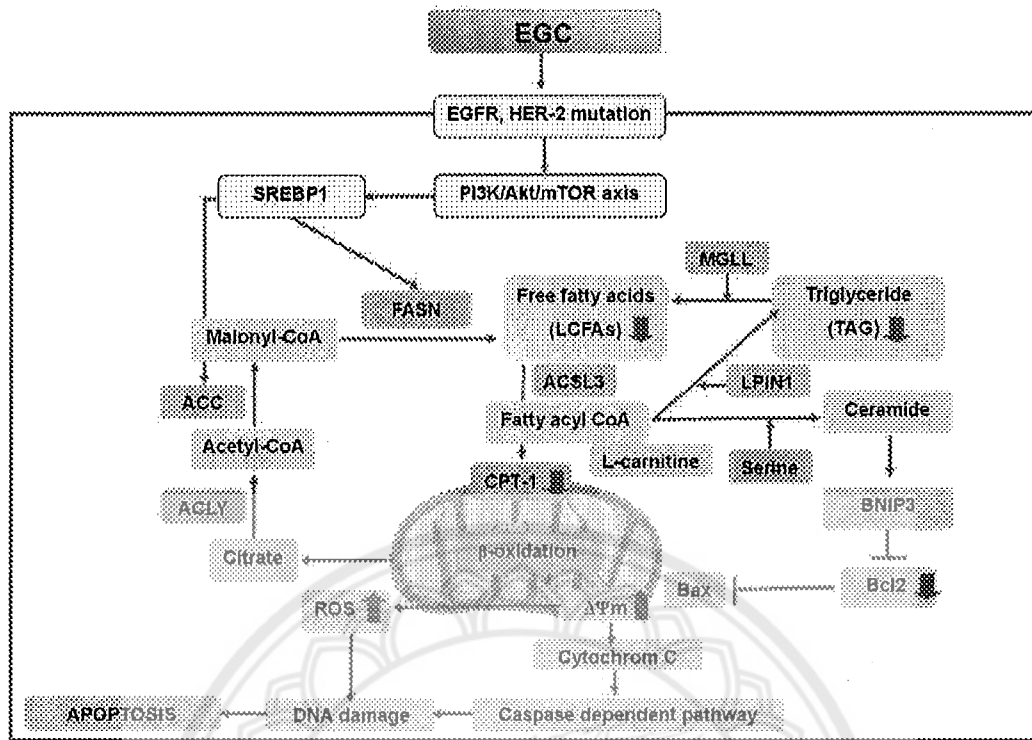 EGC
EGFR, HER-2 mutation
SREBP1
PI3K/Akt/mTOR axis
MGLL
FASN
Free fatty acids
(LCFAs)
Triglyceride
(TAG)
Malonyl-CoA
ACSL3
LPIN1
ACC
Fatty acyl CoA
Ceramide
Acetyl-CoA
L-carnitine
Serine
CPT-1
ACLY
BNIP3
Citrate
β-oxidation
Bax
Bcl2
ROS
ΔΨm
Cytochrom C
APOPTOSIS
DNA damage
Caspase dependent pathway